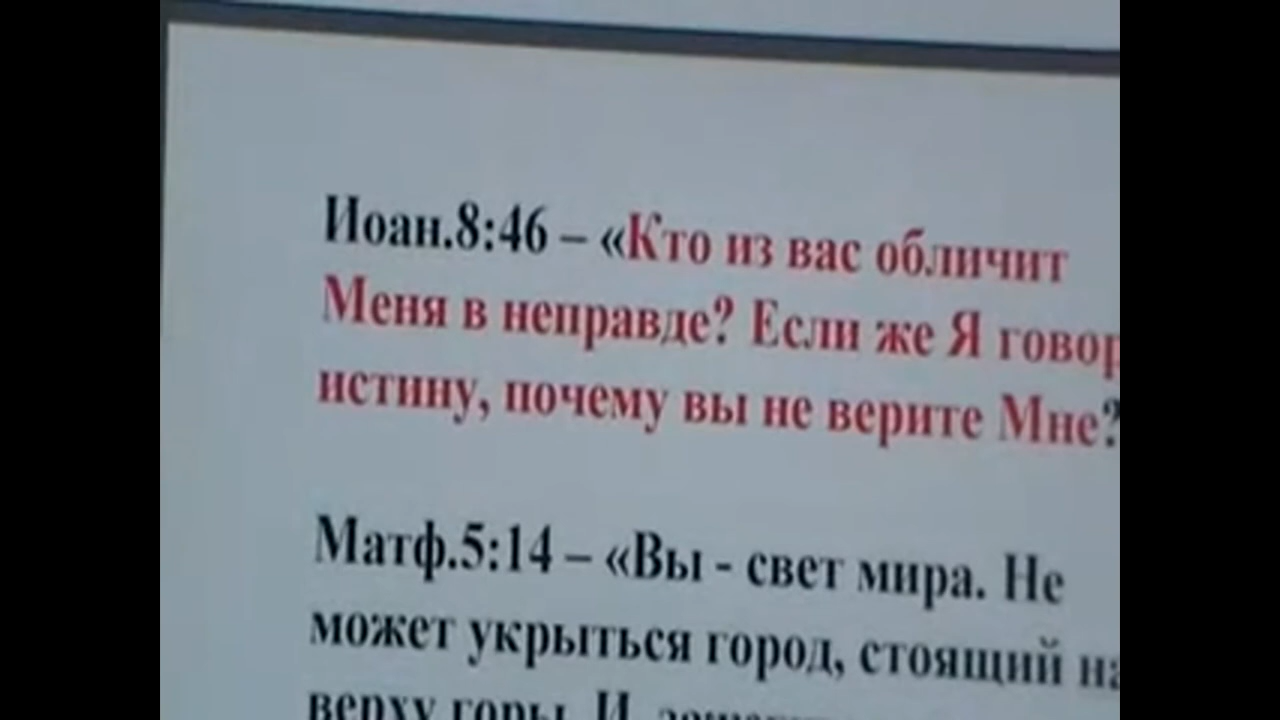 Иоан.8:46 – «Кто из вас обличит
Меня в неправде? Если же Я говор
истину, почему вы не верите Мне?
Матф.5:14 – «Вы - свет мира. Не
может укрыться город, стоящий на
верху горы. И,